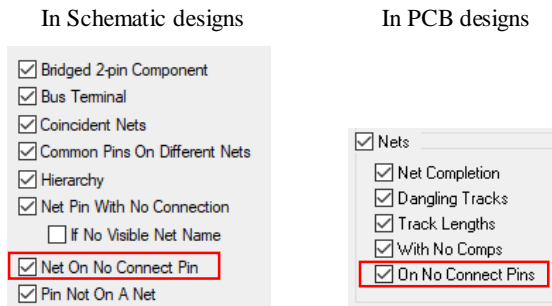 In Schematic designs
Bridged 2-pin Component
Bus Terminal
Coincident Nets
Common Pins On Different Nets
Hierarchy
Net Pin With No Connection
If No Visible Net Name
Net On No Connect Pin
Pin Not On A Net
In PCB designs
Nets
Net Completion
Dangling Tracks
Track Lengths
With No Comps
On No Connect Pins